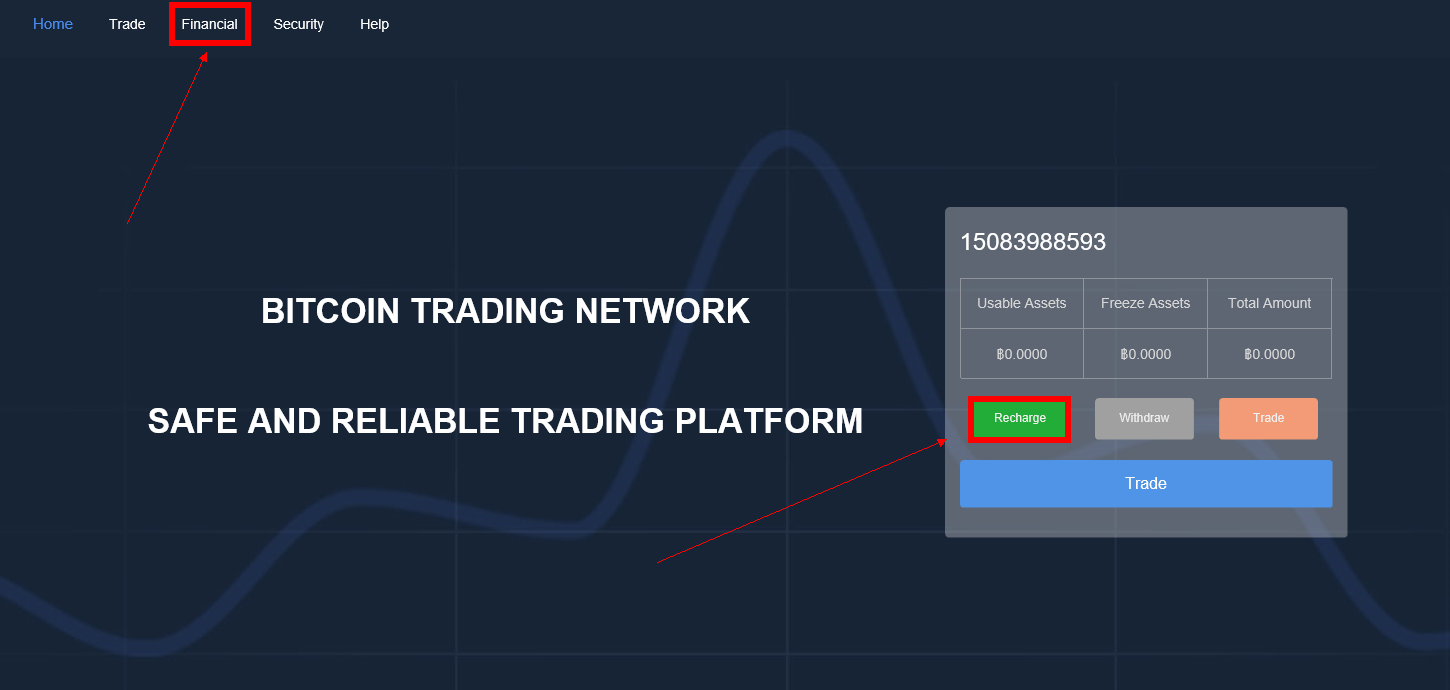 Home Trade Financial Security Help
15083988593
BITCOIN TRADING NETWORK
SAFE AND RELIABLE TRADING PLATFORM
Usable Assets Freeze Assets Total Amount
฿0.0000 ฿0.0000 ฿0.0000
Recharge Withdraw Trade
Trade